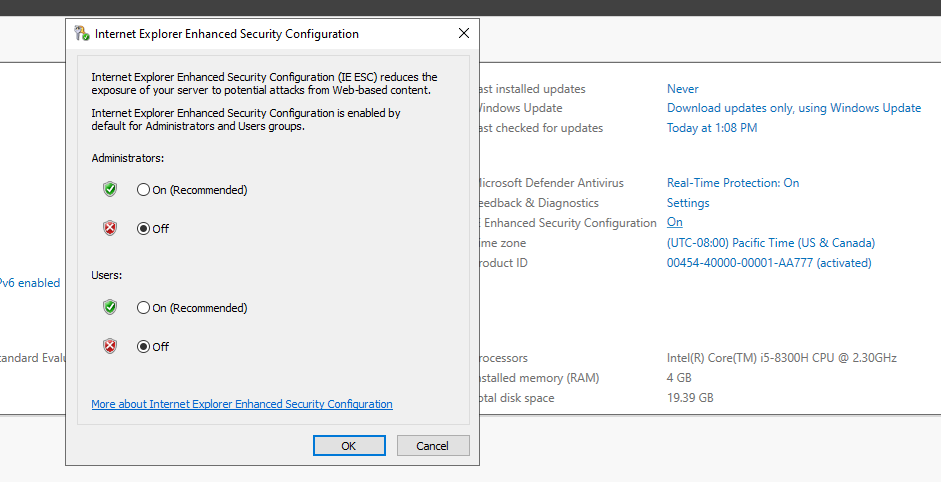 Internet Explorer Enhanced Security Configuration
Internet Explorer Enhanced Security Configuration (IE ESC) reduces the
exposure of your server to potential attacks from Web-based content.
Internet Explorer Enhanced Security Configuration is enabled by
default for Administrators and Users groups.
Administrators:
On (Recommended)
Off
Users:
On (Recommended)
Off
More about Internet Explorer Enhanced Security Configuration
OK Cancel
Pv6 enabled
tandard Evalu
ast installed updates Never
Windows Update Download updates only, using Windows Update
ast checked for updates Today at 1:08 PM
Microsoft Defender Antivirus Real-Time Protection: On
eedback & Diagnostics Settings
E Enhanced Security Configuration On
ime zone (UTC-08:00) Pacific Time (US & Canada)
roduct ID 00454-40000-00001-AA777 (activated)
rocessors Intel(R) Core(TM) i5-8300H CPU @ 2.30GHz
nstalled memory (RAM) 4 GB
otal disk space 19.39 GB